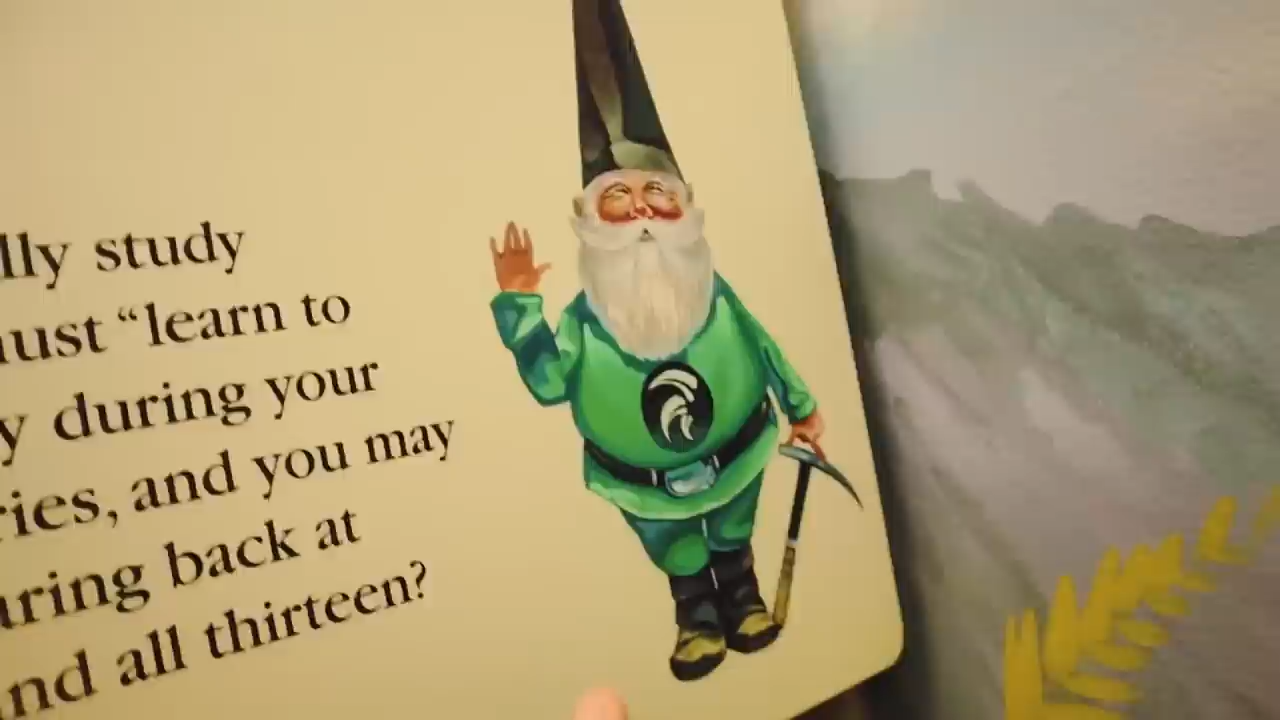 lly study
ust “learn to
y during your
ries, and you may
aring back at
nd all thirteen?